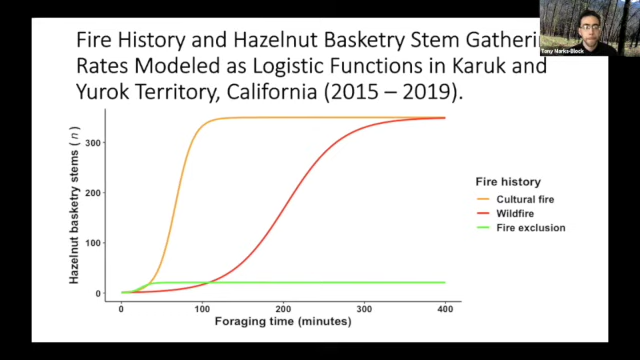 Fire History and Hazelnut Basketry Stem Gatheri
Rates Modeled as Logistic Functions in Karuk and
Yurok Territory, California (2015 – 2019).
Tony Marks-Block
Hazelnut basketry stems (n)
300
200
100
0
0 100 200 300 400
Foraging time (minutes)
Fire history
Cultural fire
Wildfire
Fire exclusion